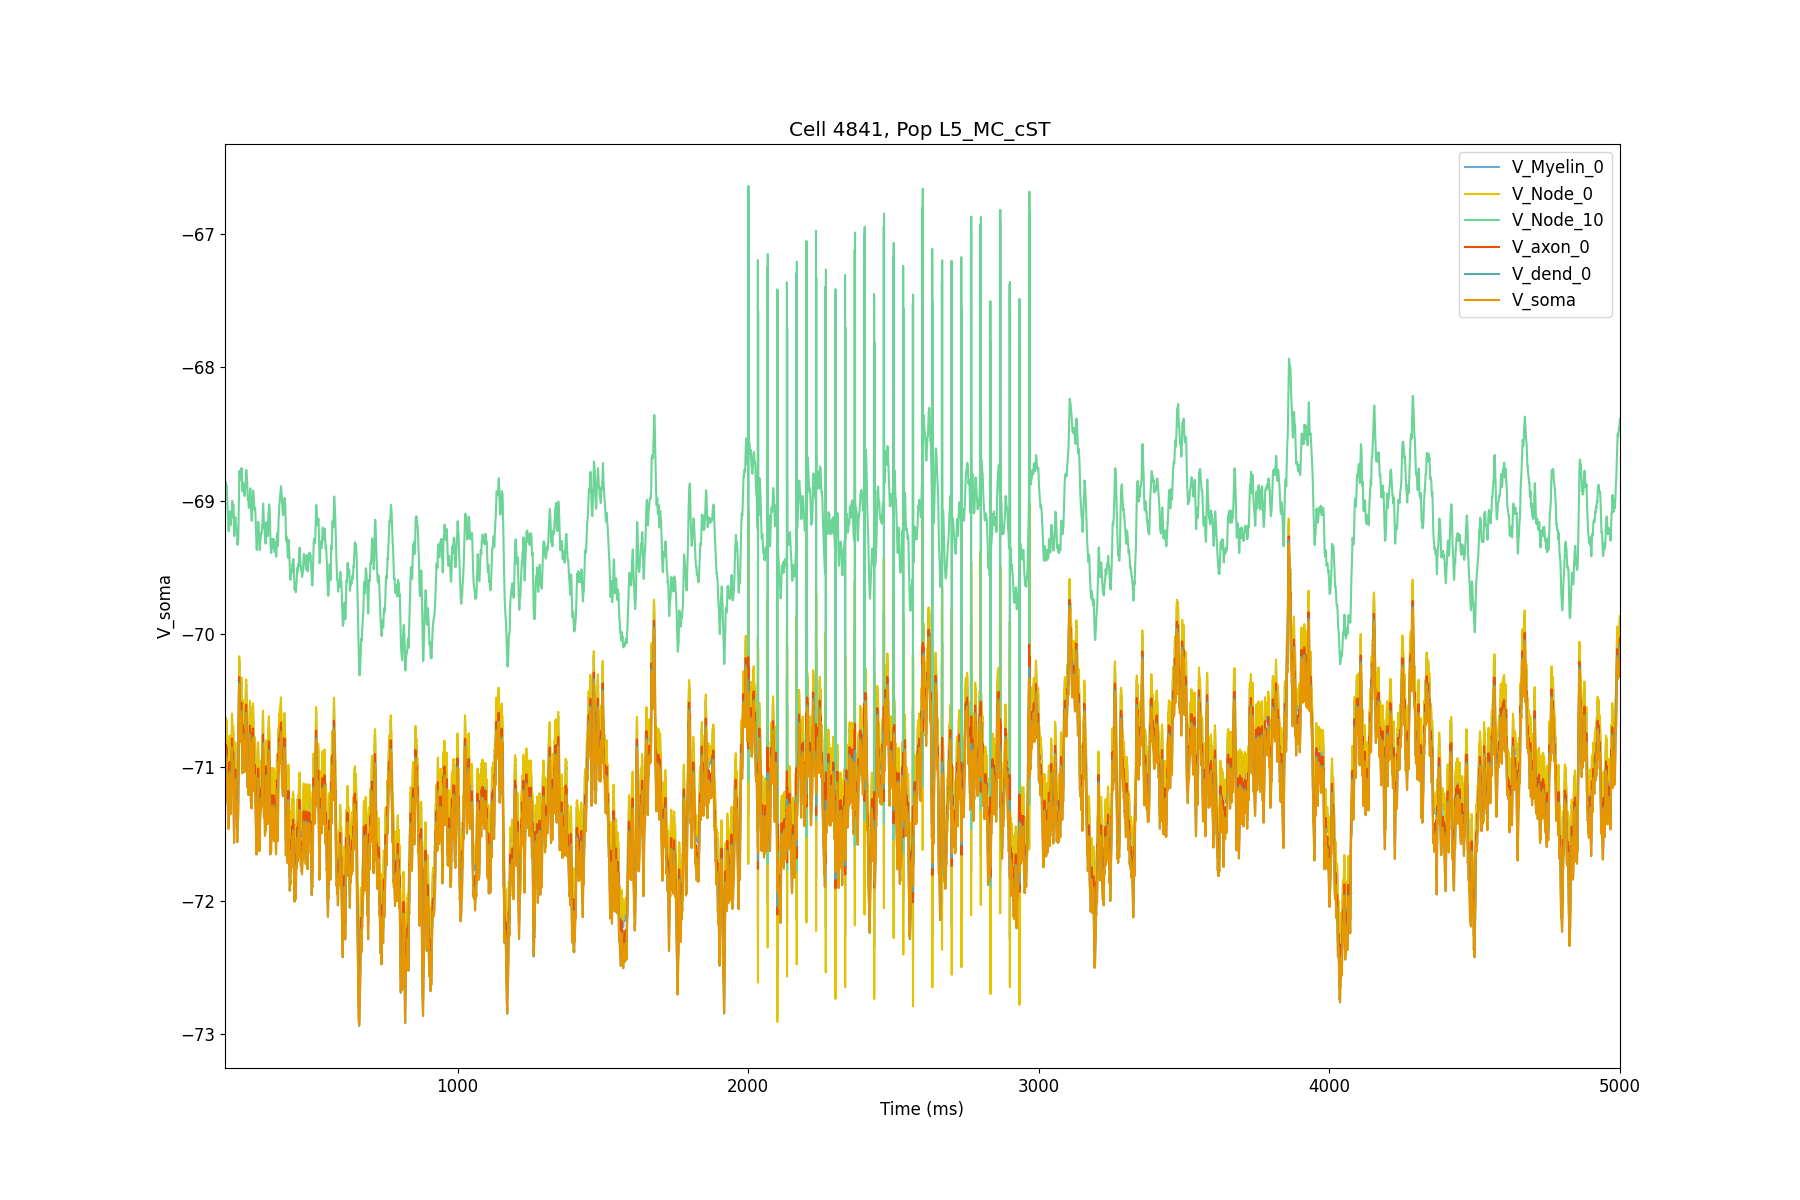 Cell 4841, Pop L5_MC_cST
V_Myelin_0
V_Node_0
V_Node_10
V_axon_0
V_dend_0
V_soma
−67
−68
−69
−70
−71
−72
−73
V_soma
1000
2000
3000
4000
5000
Time (ms)